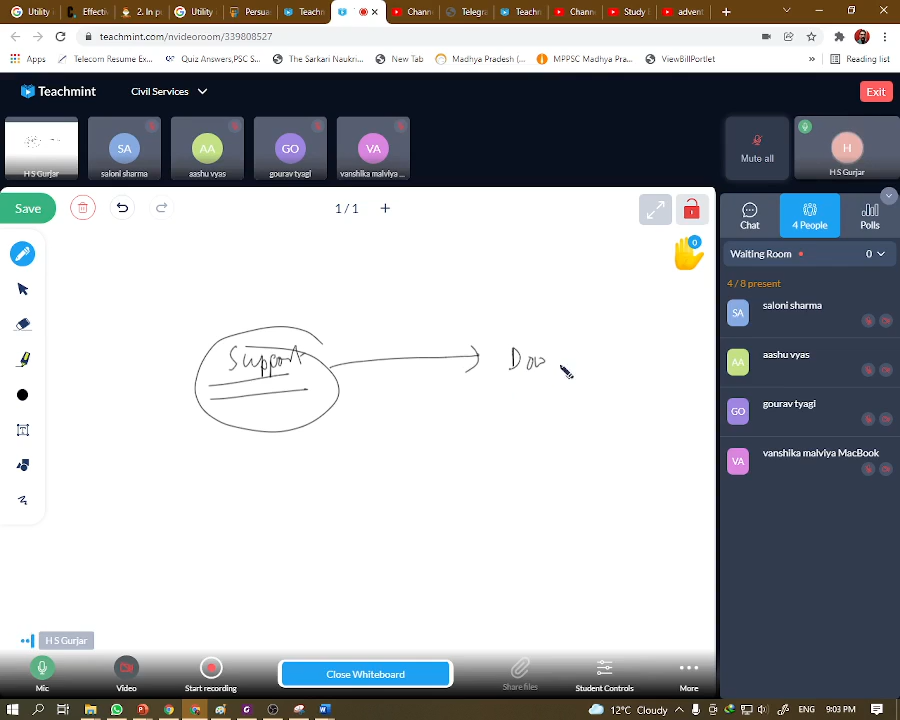 Utility
Effectiv
2. In p
Utility
Persua
Teachn
Chann
Telegra
Teachn
Chann
Study I
advent
teachmint.com/nvideoroom/339808527
Apps Telecom Resume Ex... Quiz Answers,PSC S... The Sarkari Naukri... New Tab Madhya Pradesh (... MPPSC Madhya Pra... ViewBillPortlet » Reading list
Teachmint Civil Services Exit
SA AA GO VA Mute all H
H S Gurjar saloni sharma aashu vyas gourav tyagi vanshika malviya ... H S Gurjar
Save 1 / 1 +
0
Support Dow
Chat 4 People Polls
Waiting Room 0
4 / 8 present
SA saloni sharma
AA aashu vyas
GO gourav tyagi
VA vanshika malviya MacBook
H S Gurjar
Mic Video Start recording Close Whiteboard Share files Student Controls More
12°C Cloudy ENG 9:03 PM